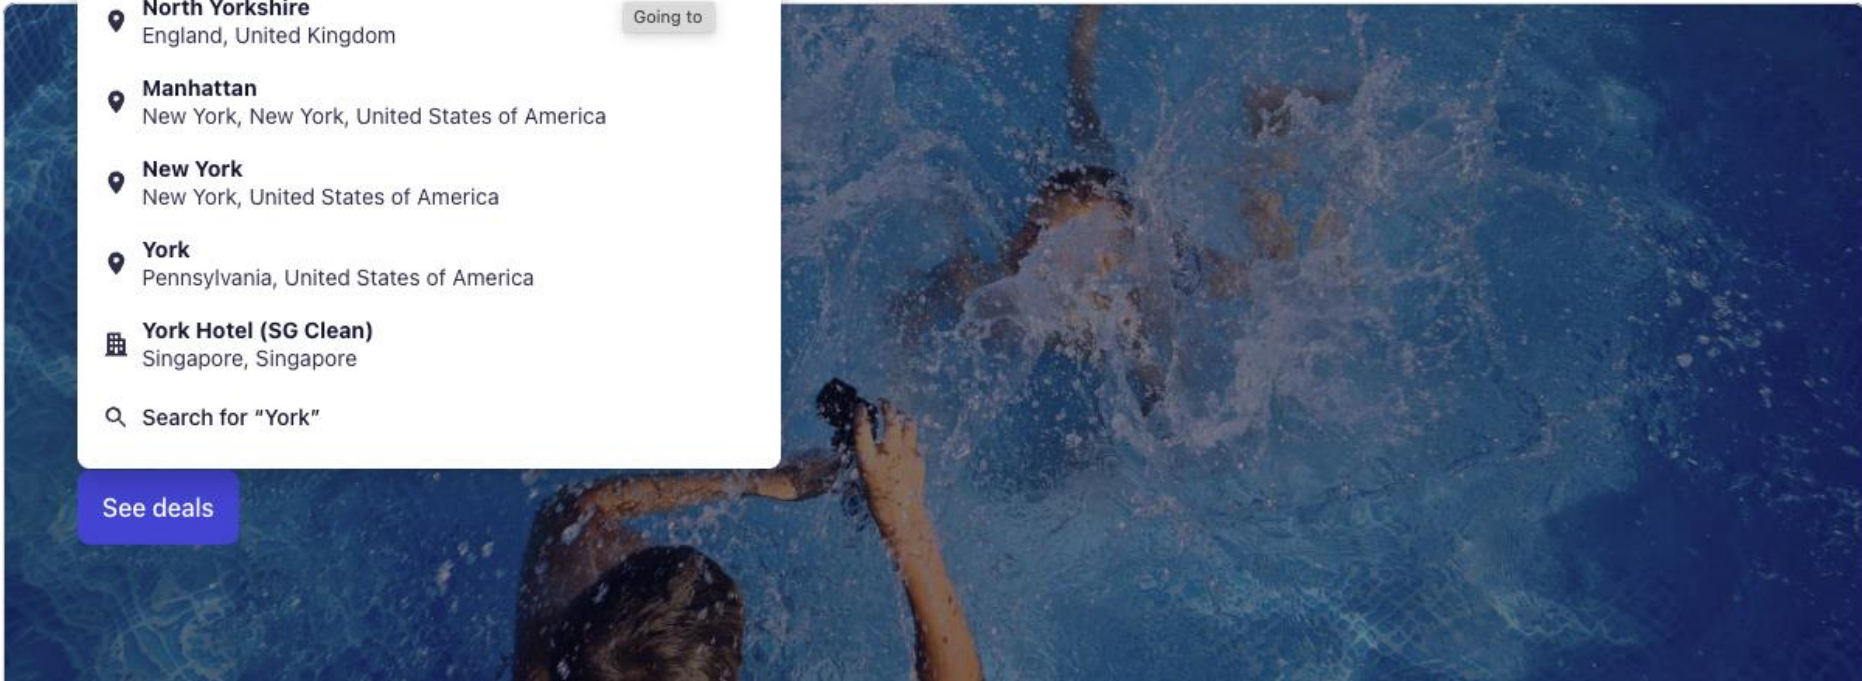 North Yorkshire
England, United Kingdom
Going to
Manhattan
New York, New York, United States of America
New York
New York, United States of America
York
Pennsylvania, United States of America
York Hotel (SG Clean)
Singapore, Singapore
Search for “York”
See deals